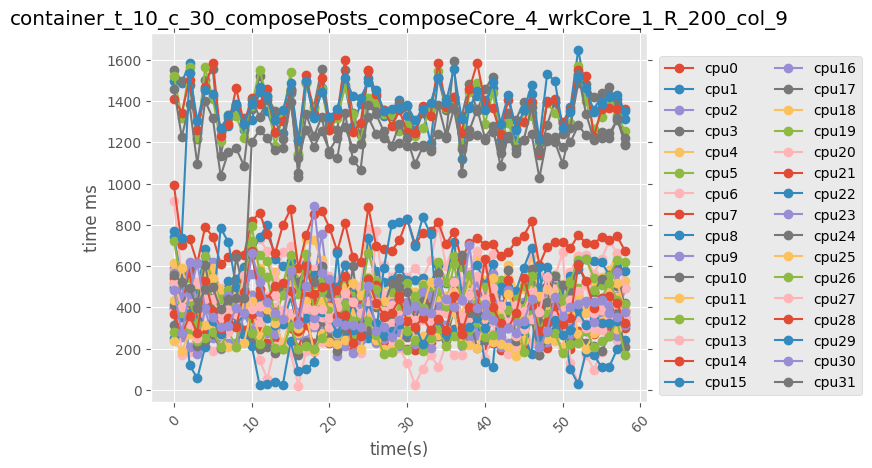 container_t_10_c_30_composePosts_composeCore_4_wrkCore_1_R_200_col_9
1600
1400
1200
1000
800
600
400
200
0
time ms
0
10
20
30
40
50
60
time(s)
cpu0
cpu1
cpu2
cpu3
cpu4
cpu5
cpu6
cpu7
cpu8
cpu9
cpu10
cpu11
cpu12
cpu13
cpu14
cpu15
cpu16
cpu17
cpu18
cpu19
cpu20
cpu21
cpu22
cpu23
cpu24
cpu25
cpu26
cpu27
cpu28
cpu29
cpu30
cpu31